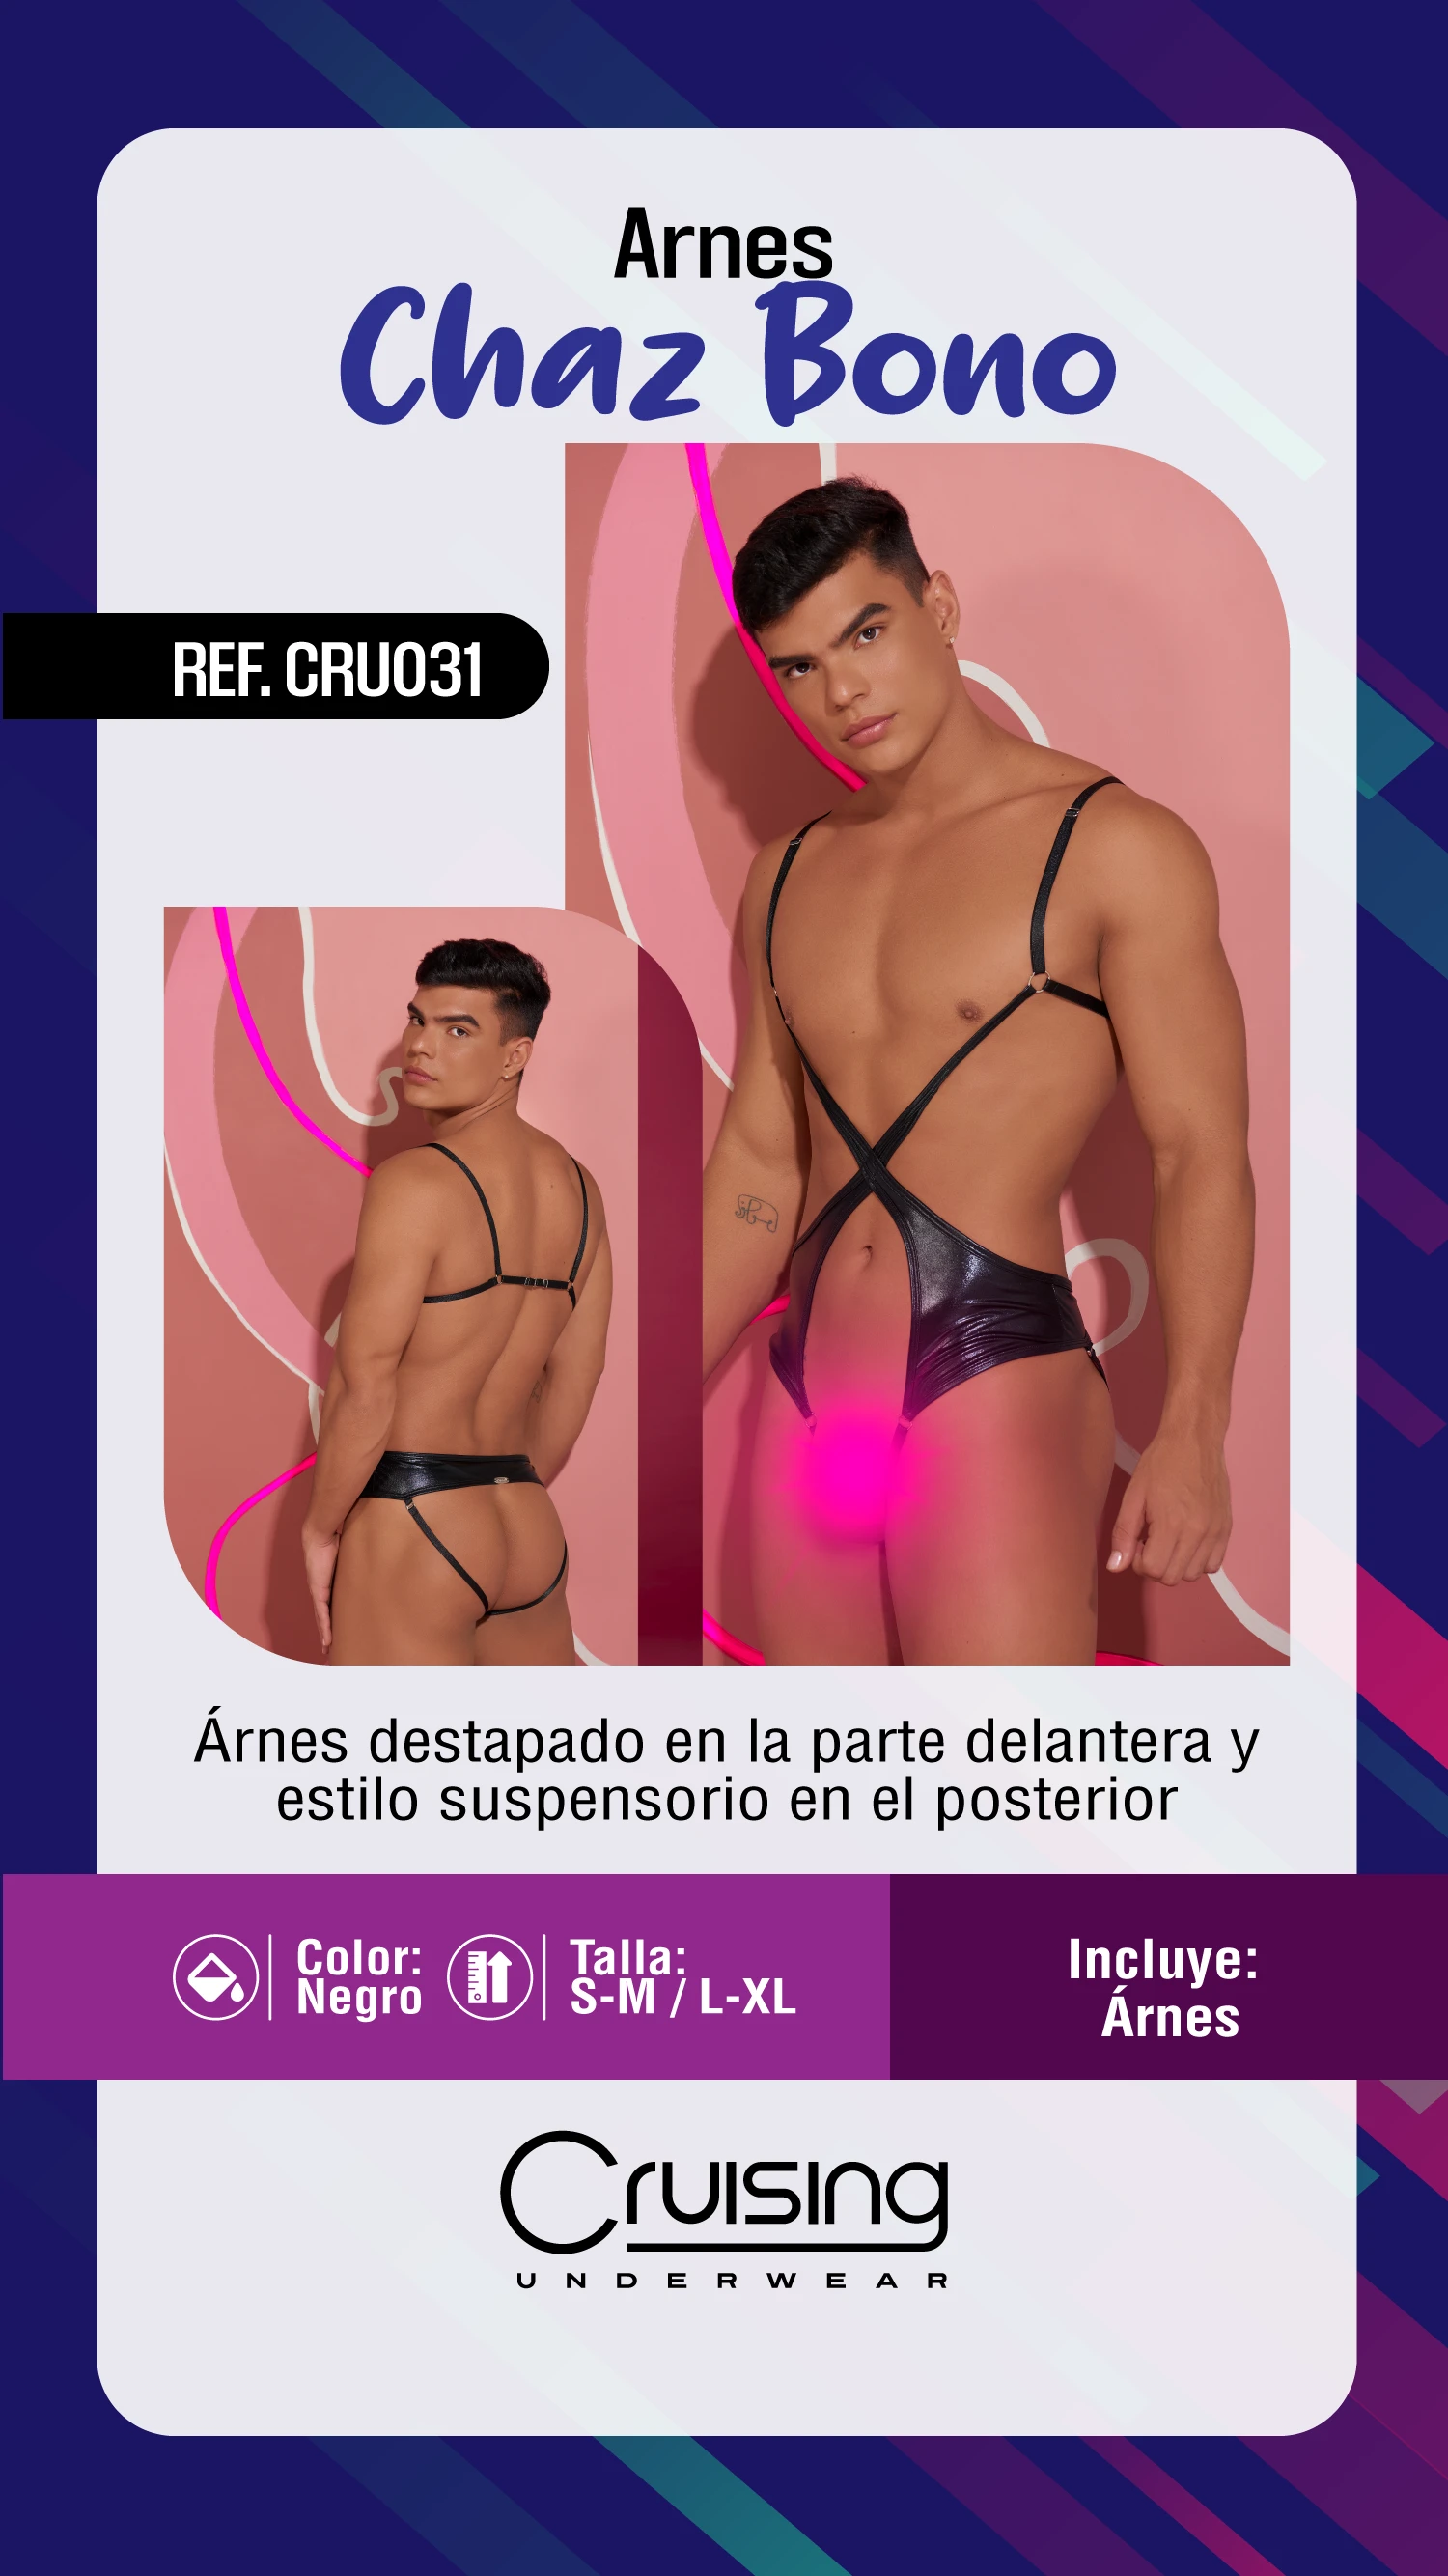 Arnes
Chaz Bono
REF. CRU031
Árnes destapado en la parte delantera y
estilo suspensorio en el posterior
Color:
Negro
Talla:
S-M / L-XL
Incluye:
Árnes
Cruising
UNDERWEAR